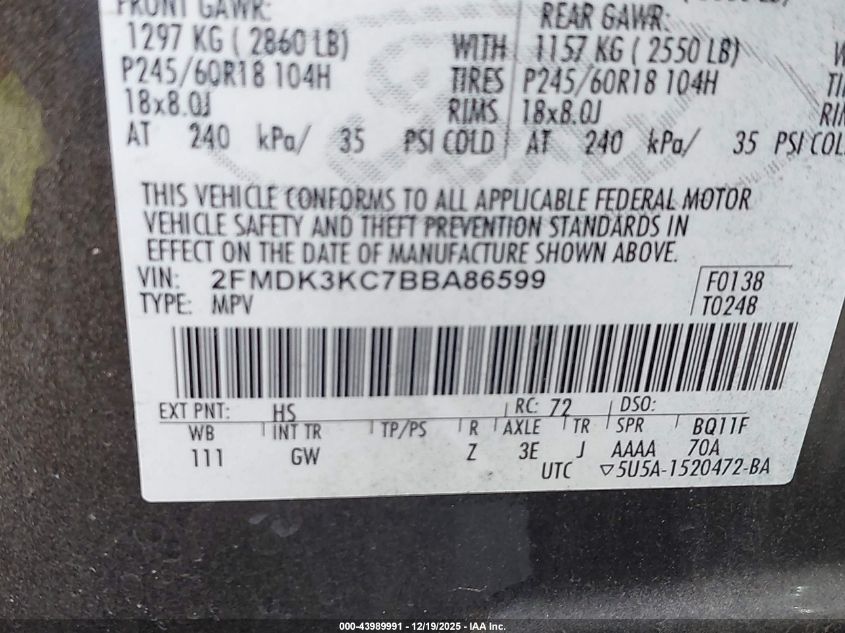 FRONT GAWR: REAR GAWR:
1297 KG ( 2860 LB) WITH 1157 KG ( 2550 LB)
P245/60R18 104H TIRES P245/60R18 104H
18x8.0J RIMS 18x8.0J
AT 240 kPa/ 35 PSI COLD AT 240 kPa/ 35 PSI COL
THIS VEHICLE CONFORMS TO ALL APPLICABLE FEDERAL MOTOR
VEHICLE SAFETY AND THEFT PREVENTION STANDARDS IN
EFFECT ON THE DATE OF MANUFACTURE SHOWN ABOVE.
VIN: 2FMDK3KC7BBA86599 F0138
TYPE: MPV T0248
EXT PNT: HS RC: 72 DSO:
WB INT TR TP/PS R AXLE TR SPR BQ11F
111 GW Z 3E J AAAA 70A
UTC ▽5U5A-1520472-BA
000-43989991 - 12/19/2025 - IAA Inc.